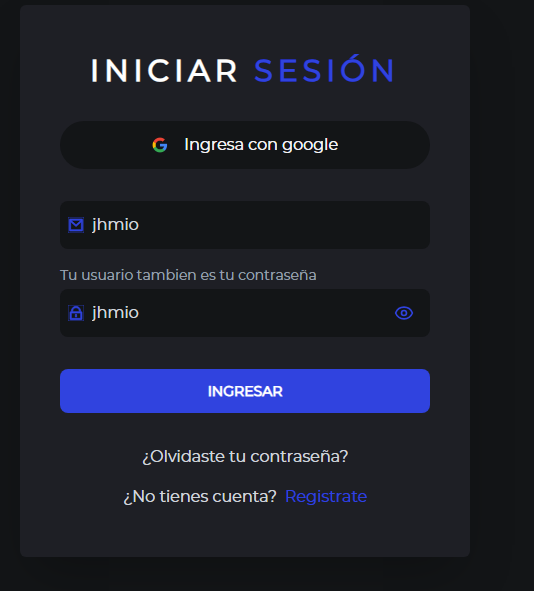 INICIAR SESIÓN
Ingresa con google
jhmio
Tu usuario tambien es tu contraseña
jhmio
INGRESAR
¿Olvidaste tu contraseña?
¿No tienes cuenta? Registrate